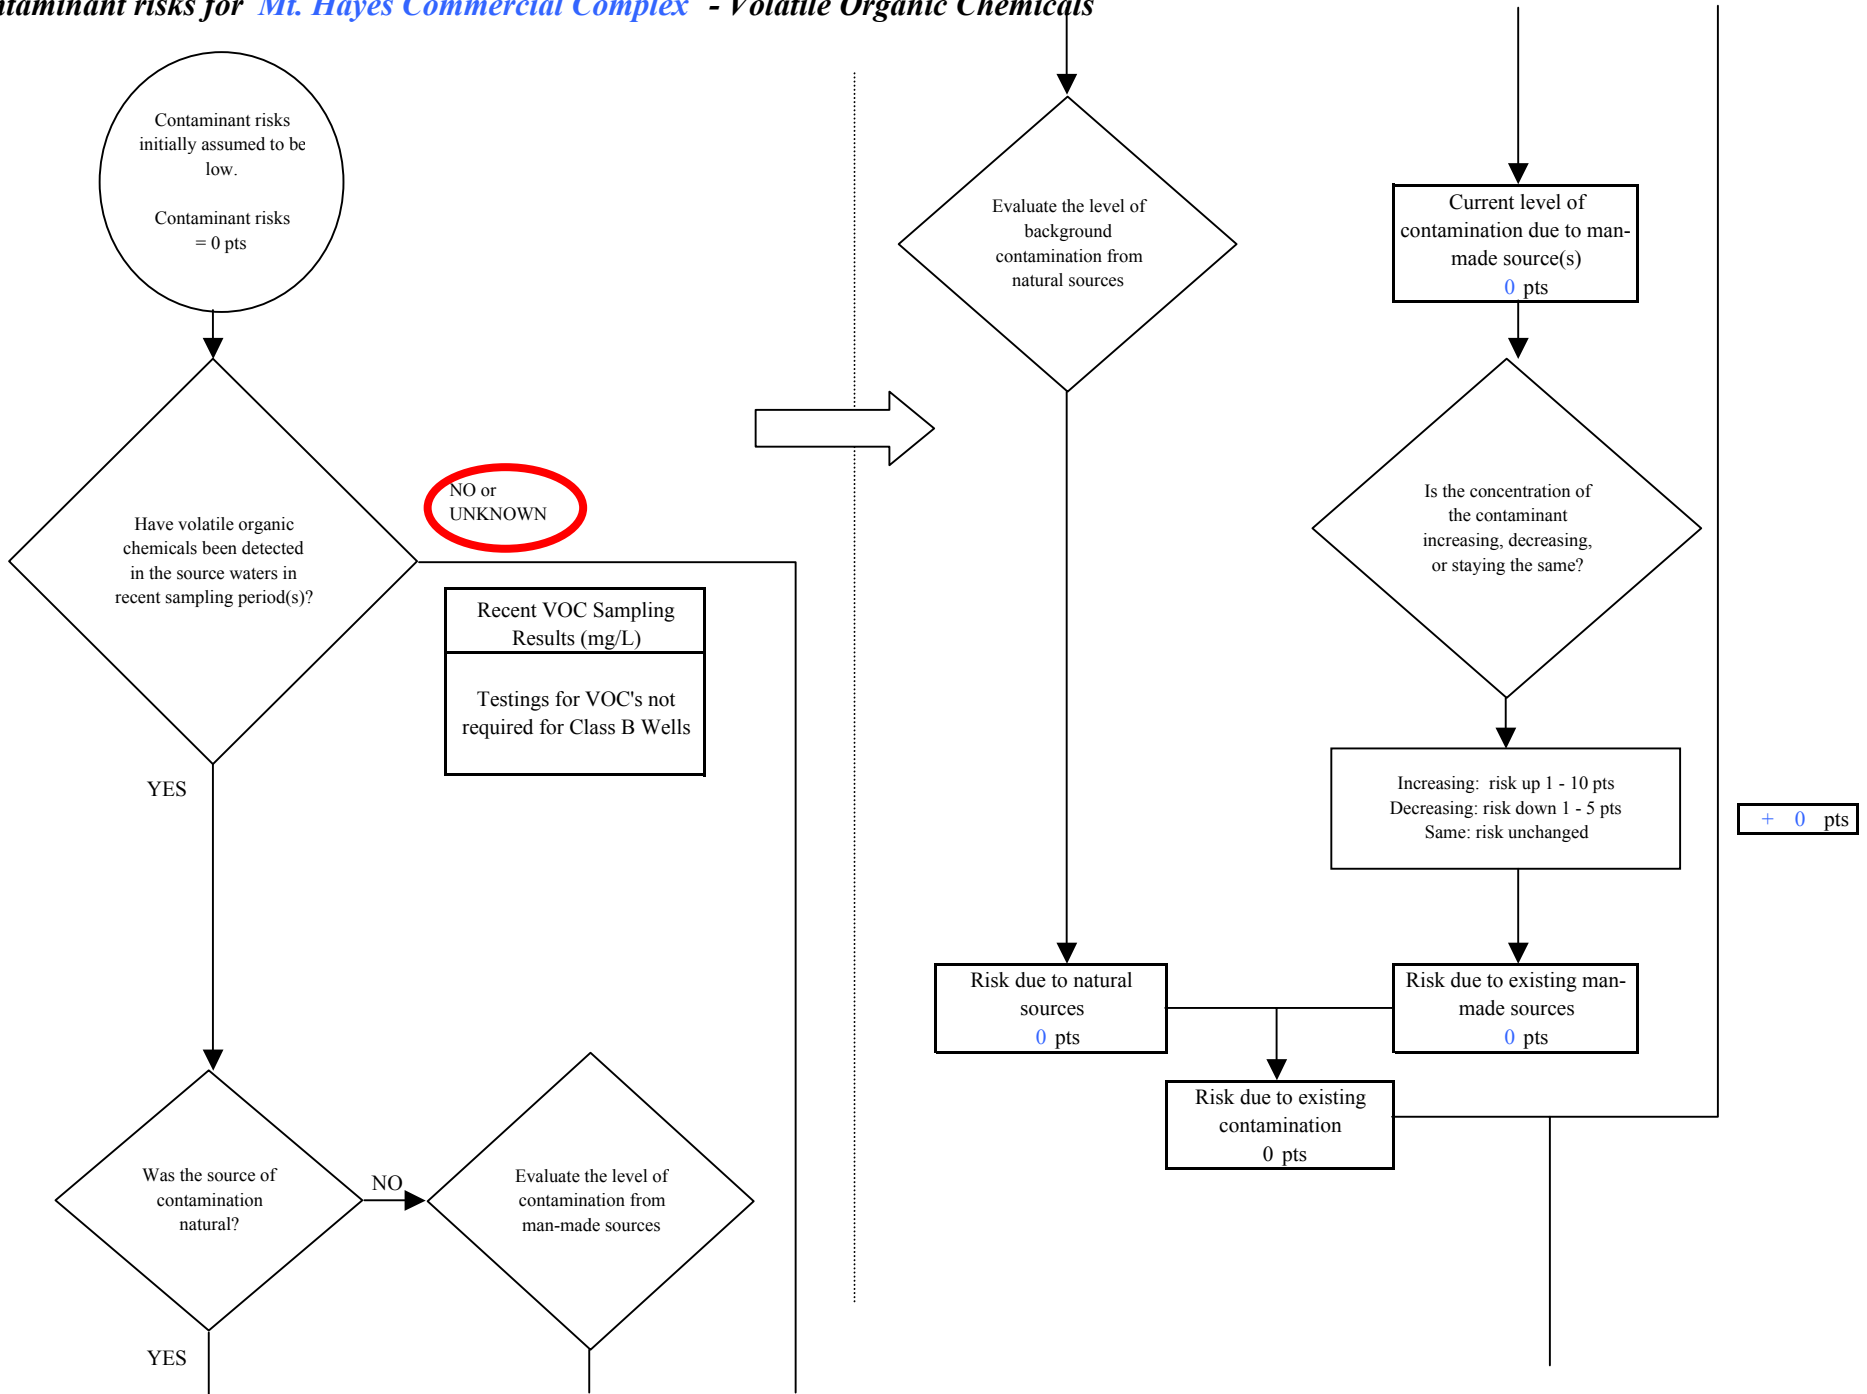 ntaminant risks for Mt. Hayes Commercial Complex - Volatile Organic Chemicals
Contaminant risks
initially assumed to be
low.
Contaminant risks
= 0 pts
Have volatile organic
chemicals been detected
in the source waters in
recent sampling period(s)?
NO or
UNKNOWN
Recent VOC Sampling
Results (mg/L)
Testings for VOC's not
required for Class B Wells
YES
Was the source of
contamination
natural?
NO
Evaluate the level of
contamination from
man-made sources
YES
Evaluate the level of
background
contamination from
natural sources
Current level of
contamination due to man-
made source(s)
0 pts
Is the concentration of
the contaminant
increasing, decreasing,
or staying the same?
Increasing: risk up 1 - 10 pts
Decreasing: risk down 1 - 5 pts
Same: risk unchanged
+ 0 pts
Risk due to natural
sources
0 pts
Risk due to existing man-
made sources
0 pts
Risk due to existing
contamination
0 pts